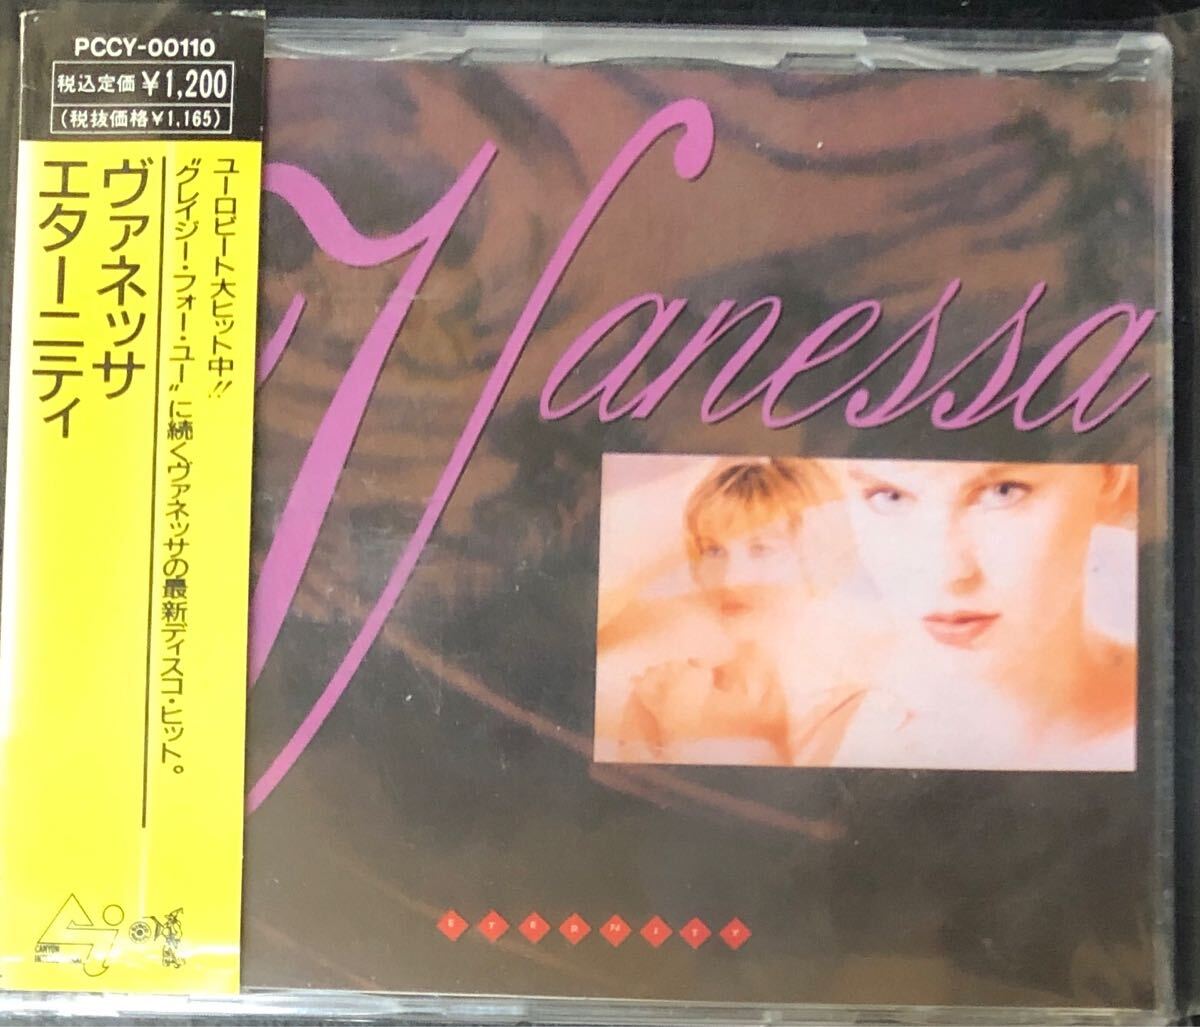 PCCY-00110
税込定価¥1,200
(税抜価格¥1,165)
ユーロビート大ヒット中!!
"クレイジー・フォー・ユー"に続くヴァネッサの最新ディスコ・ヒット。
ヴァネッサ
エターニティ
Vanessa
ETERNITY
CANYON